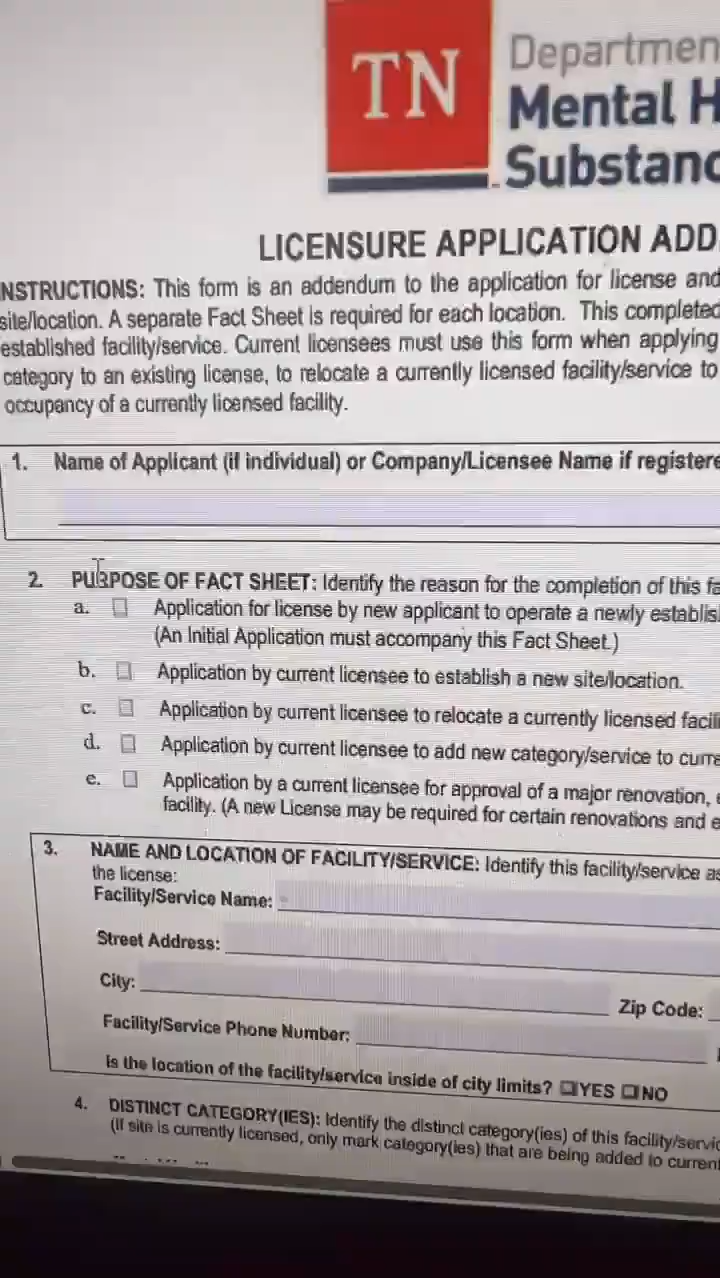 TN
Departmen
Mental H
Substanc
LICENSURE APPLICATION ADD
NSTRUCTIONS: This form is an addendum to the application for license and
site/location. A separate Fact Sheet is required for each location. This completed
established facility/service. Current licensees must use this form when applying
category to an existing license, to relocate a currently licensed facility/service to
occupancy of a currently licensed facility.
1. Name of Applicant (if individual) or Company/Licensee Name if registere
2. PURPOSE OF FACT SHEET: Identify the reason for the completion of this fa
a. Application for license by new applicant to operate a newly establis
(An Initial Application must accompany this Fact Sheet.)
b. Application by current licensee to establish a new site/location.
c. Application by current licensee to relocate a currently licensed facili
d. Application by current licensee to add new category/service to curre
e. Application by a current licensee for approval of a major renovation, e
facility. (A new License may be required for certain renovations and e
3. NAME AND LOCATION OF FACILITY/SERVICE: Identify this facility/service as
the license:
Facility/Service Name:
Street Address:
City: Zip Code:
Facility/Service Phone Number:
Is the location of the facility/service inside of city limits? YES NO
4. DISTINCT CATEGORY(IES): Identify the distinct category(ies) of this facility/servic
(If site is currently licensed, only mark category(ies) that are being added to current